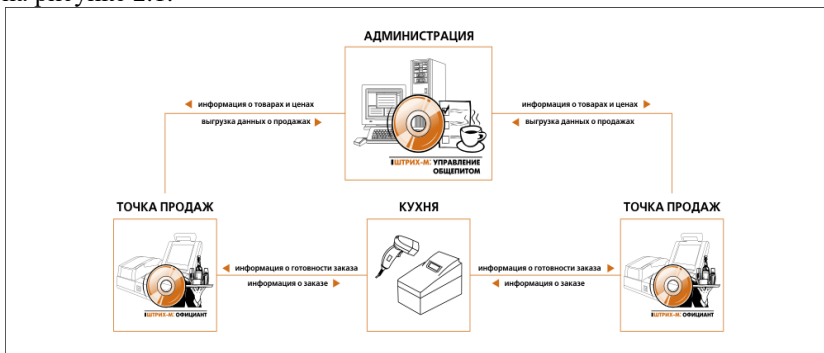 на рисунке 2.1.
АДМИНИСТРАЦИЯ
информация о товарах и ценах
выгрузка данных о продажах
информация о товарах и ценах
выгрузка данных о продажах
ШТРИХ-М: УПРАВЛЕНИЕ
ОБЩЕПИТОМ
ТОЧКА ПРОДАЖ
КУХНЯ
ТОЧКА ПРОДАЖ
информация о готовности заказа
информация о заказе
информация о готовности заказа
информация о заказе
ШТРИХ-М: ОФИЦИАНТ
ШТРИХ-М: ОФИЦИАНТ